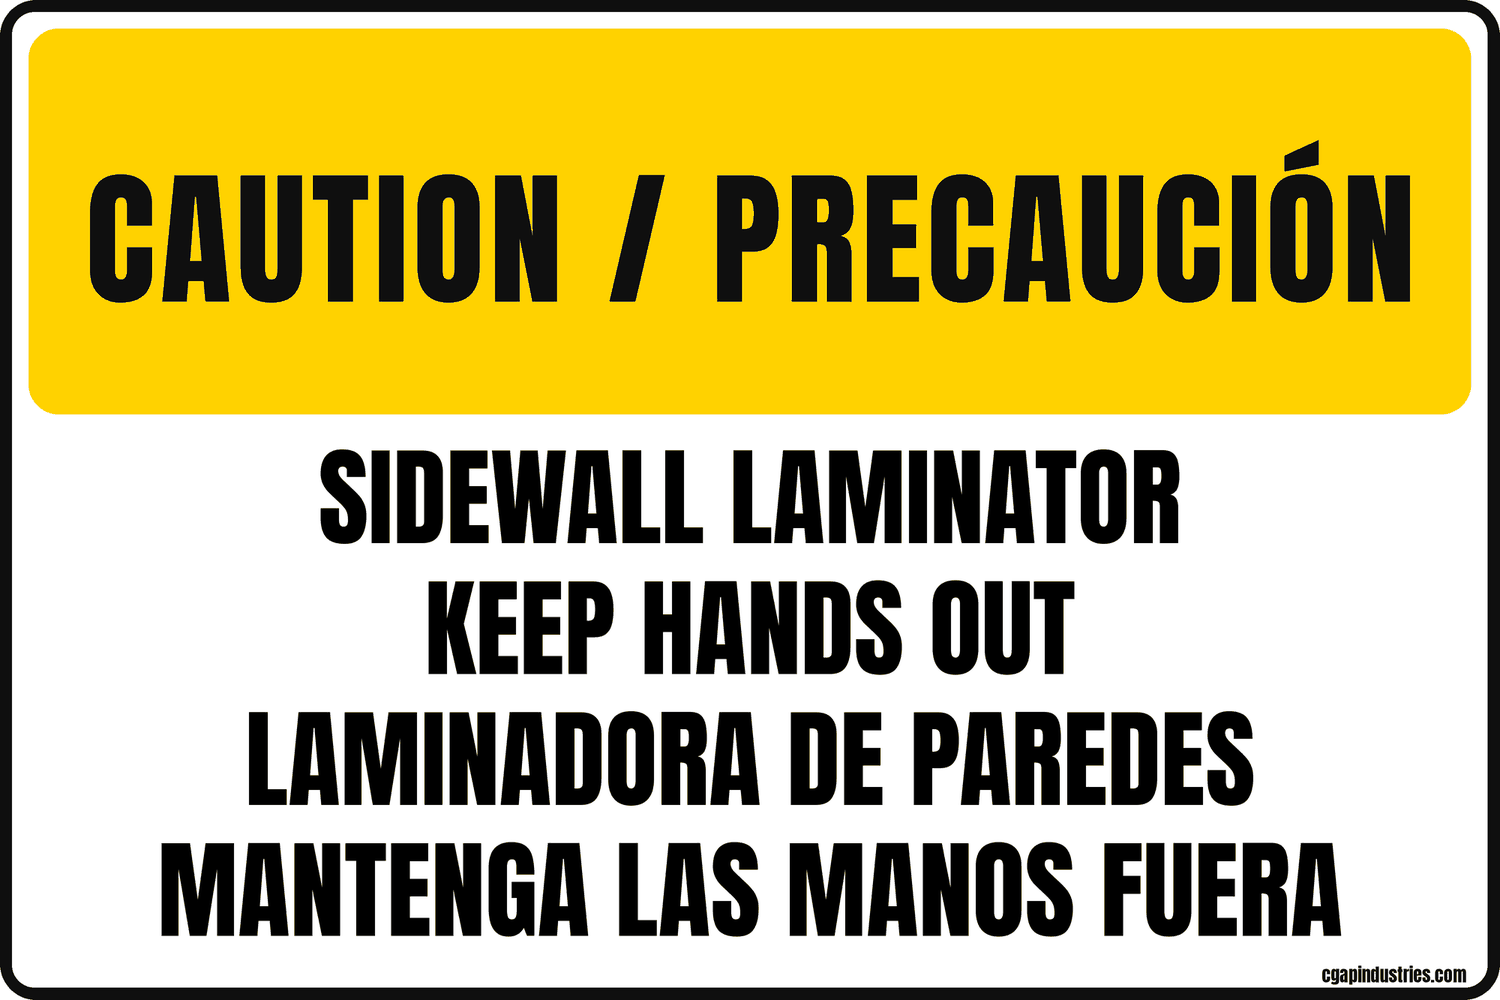 CAUTION / PRECAUCIÓN
SIDEWALL LAMINATOR
KEEP HANDS OUT
LAMINADORA DE PAREDES
MANTENGA LAS MANOS FUERA
cgapindustries.com